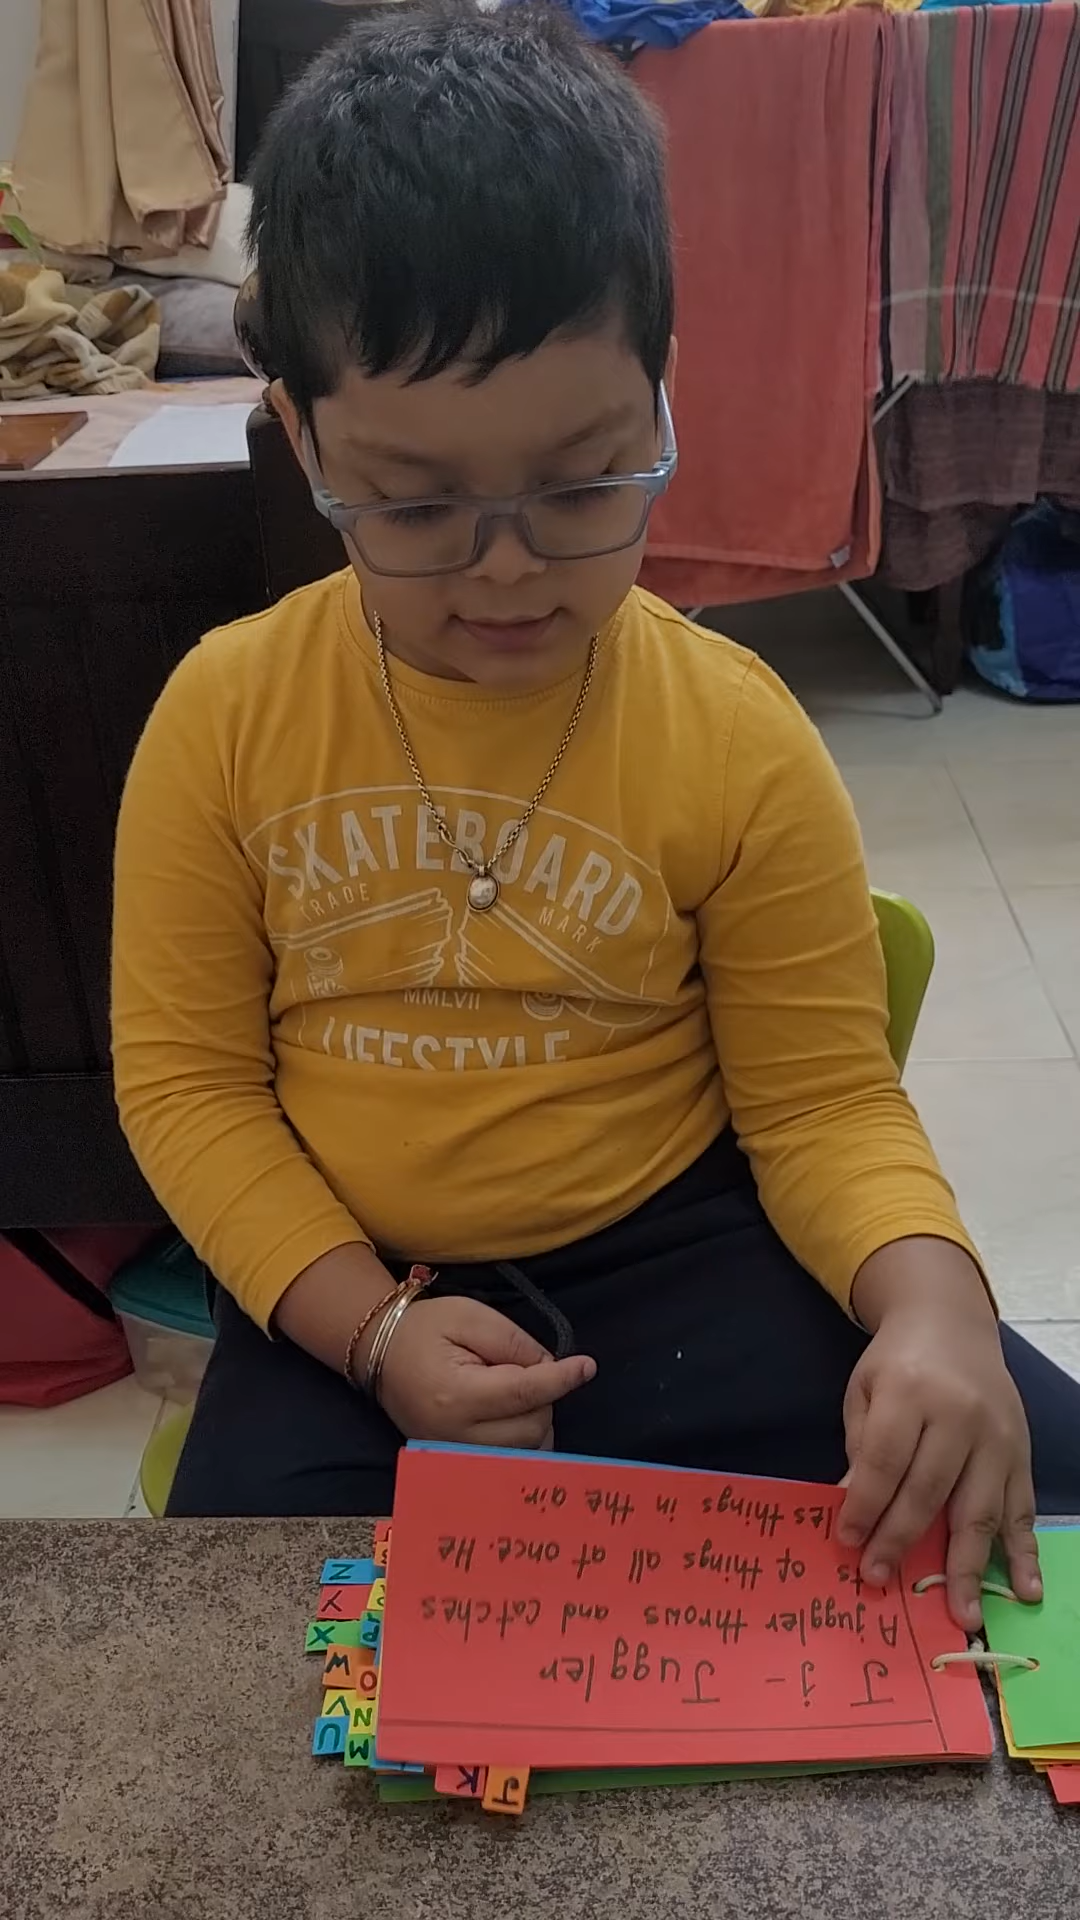 SKATEBOARD
TRADE MARK
MMLVII
LIFESTYLE
J j - Juggler
A juggler throws and catches
of things all at once. He
things in the air.
Z
Y
X
W
O
V
N
U
M
K
J